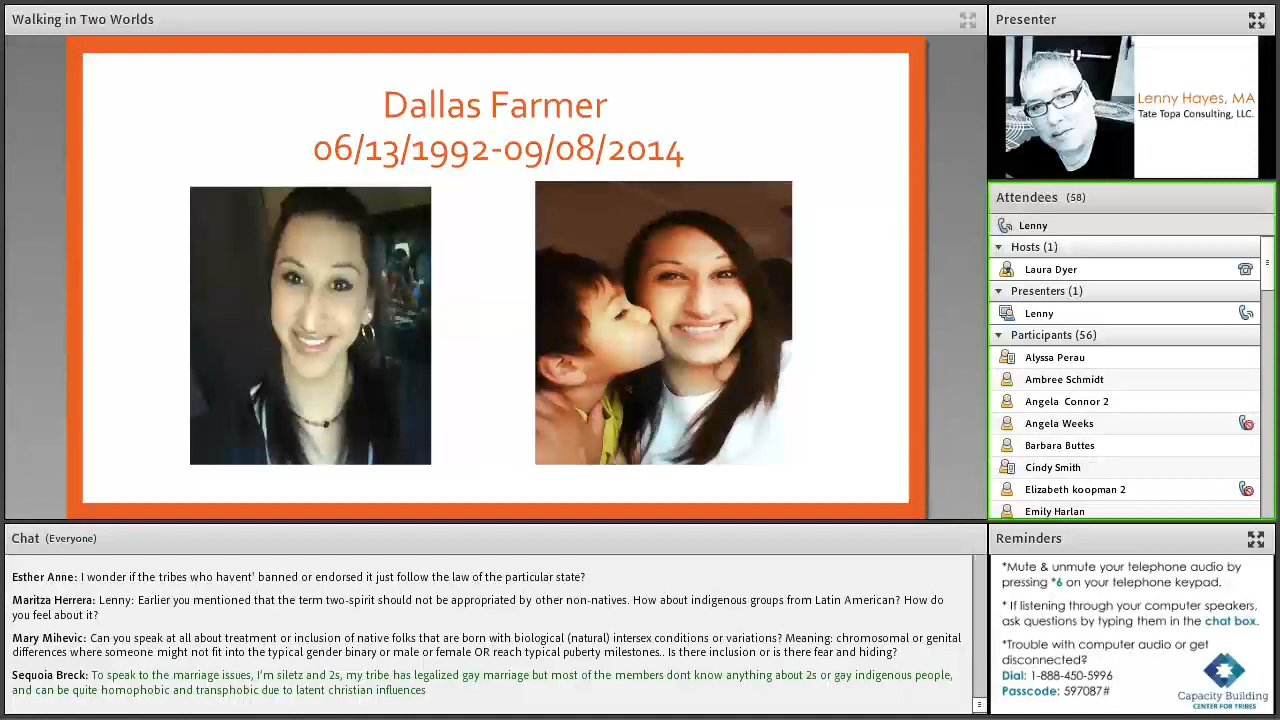 Walking in Two Worlds
Dallas Farmer
06/13/1992-09/08/2014
Presenter
Lenny Hayes, MA
Tate Topa Consulting, LLC.
Attendees (58)
Lenny
Hosts (1)
Laura Dyer
Presenters (1)
Lenny
Participants (56)
Alyssa Perau
Ambree Schmidt
Angela Connor 2
Angela Weeks
Barbara Buttes
Cindy Smith
Elizabeth koopman 2
Emily Harlan
Chat (Everyone)
Esther Anne: I wonder if the tribes who havent' banned or endorsed it just follow the law of the particular state?
Maritza Herrera: Lenny: Earlier you mentioned that the term two-spirit should not be appropriated by other non-natives. How about indigenous groups from Latin American? How do
you feel about it?
Mary Mihevic: Can you speak at all about treatment or inclusion of native folks that are born with biological (natural) intersex conditions or variations? Meaning: chromosomal or genital
differences where someone might not fit into the typical gender binary or male or female OR reach typical puberty milestones.. Is there inclusion or is there fear and hiding?
Sequoia Breck: To speak to the marriage issues, I'm siletz and 2s, my tribe has legalized gay marriage but most of the members dont know anything about 2s or gay indigenous people,
and can be quite homophobic and transphobic due to latent christian influences
Reminders
*Mute & unmute your telephone audio by
pressing *6 on your telephone keypad.
* If listening through your computer speakers,
ask questions by typing them in the chat box.
*Trouble with computer audio or get
disconnected?
Dial: 1-888-450-5996
Passcode: 597087#
Capacity Building
CENTER FOR TRIBES